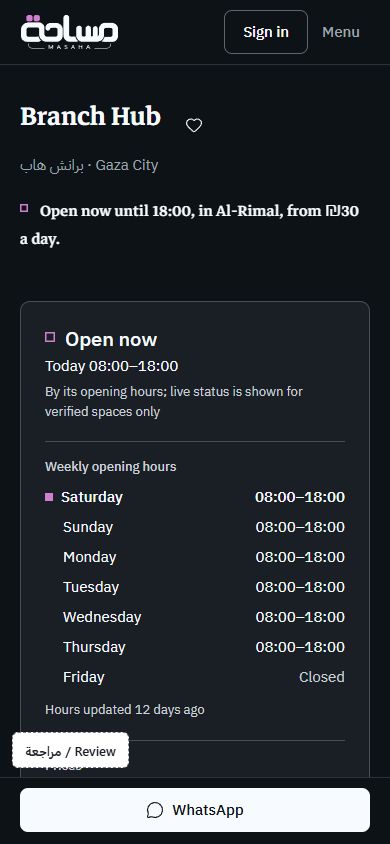 مساحة
MASAHA
Sign in
Menu
Branch Hub
برانش هاب · Gaza City
Open now until 18:00, in Al-Rimal, from ₪30
a day.
Open now
Today 08:00–18:00
By its opening hours; live status is shown for
verified spaces only
Weekly opening hours
Saturday 08:00–18:00
Sunday 08:00–18:00
Monday 08:00–18:00
Tuesday 08:00–18:00
Wednesday 08:00–18:00
Thursday 08:00–18:00
Friday Closed
Hours updated 12 days ago
مراجعة / Review
WhatsApp